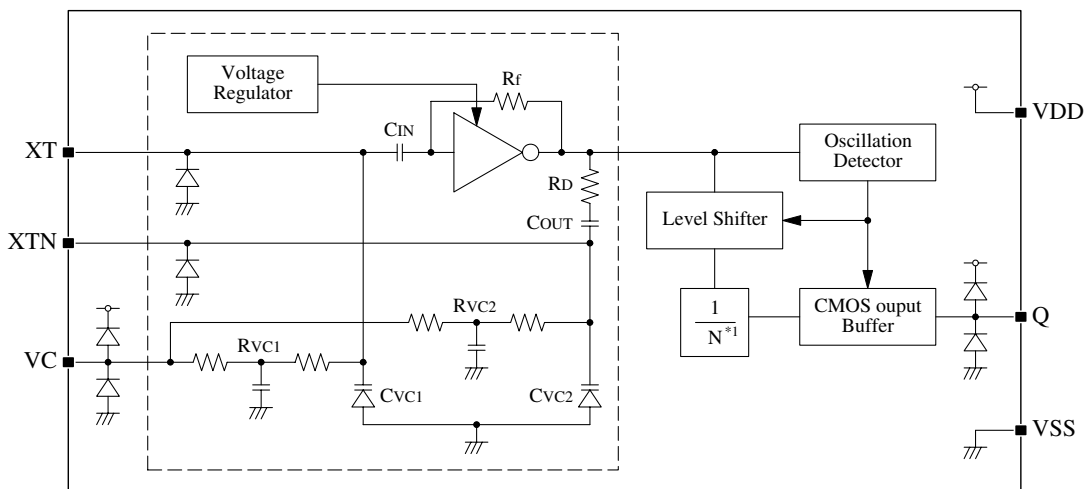 Voltage
Regulator
Rf
VDD
CIN
XT
Oscillation
Detector
RD
COUT
Level Shifter
XTN
RVC2
1
N*1
CMOS ouput
Buffer
Q
VC
RVC1
CVC1
CVC2
VSS